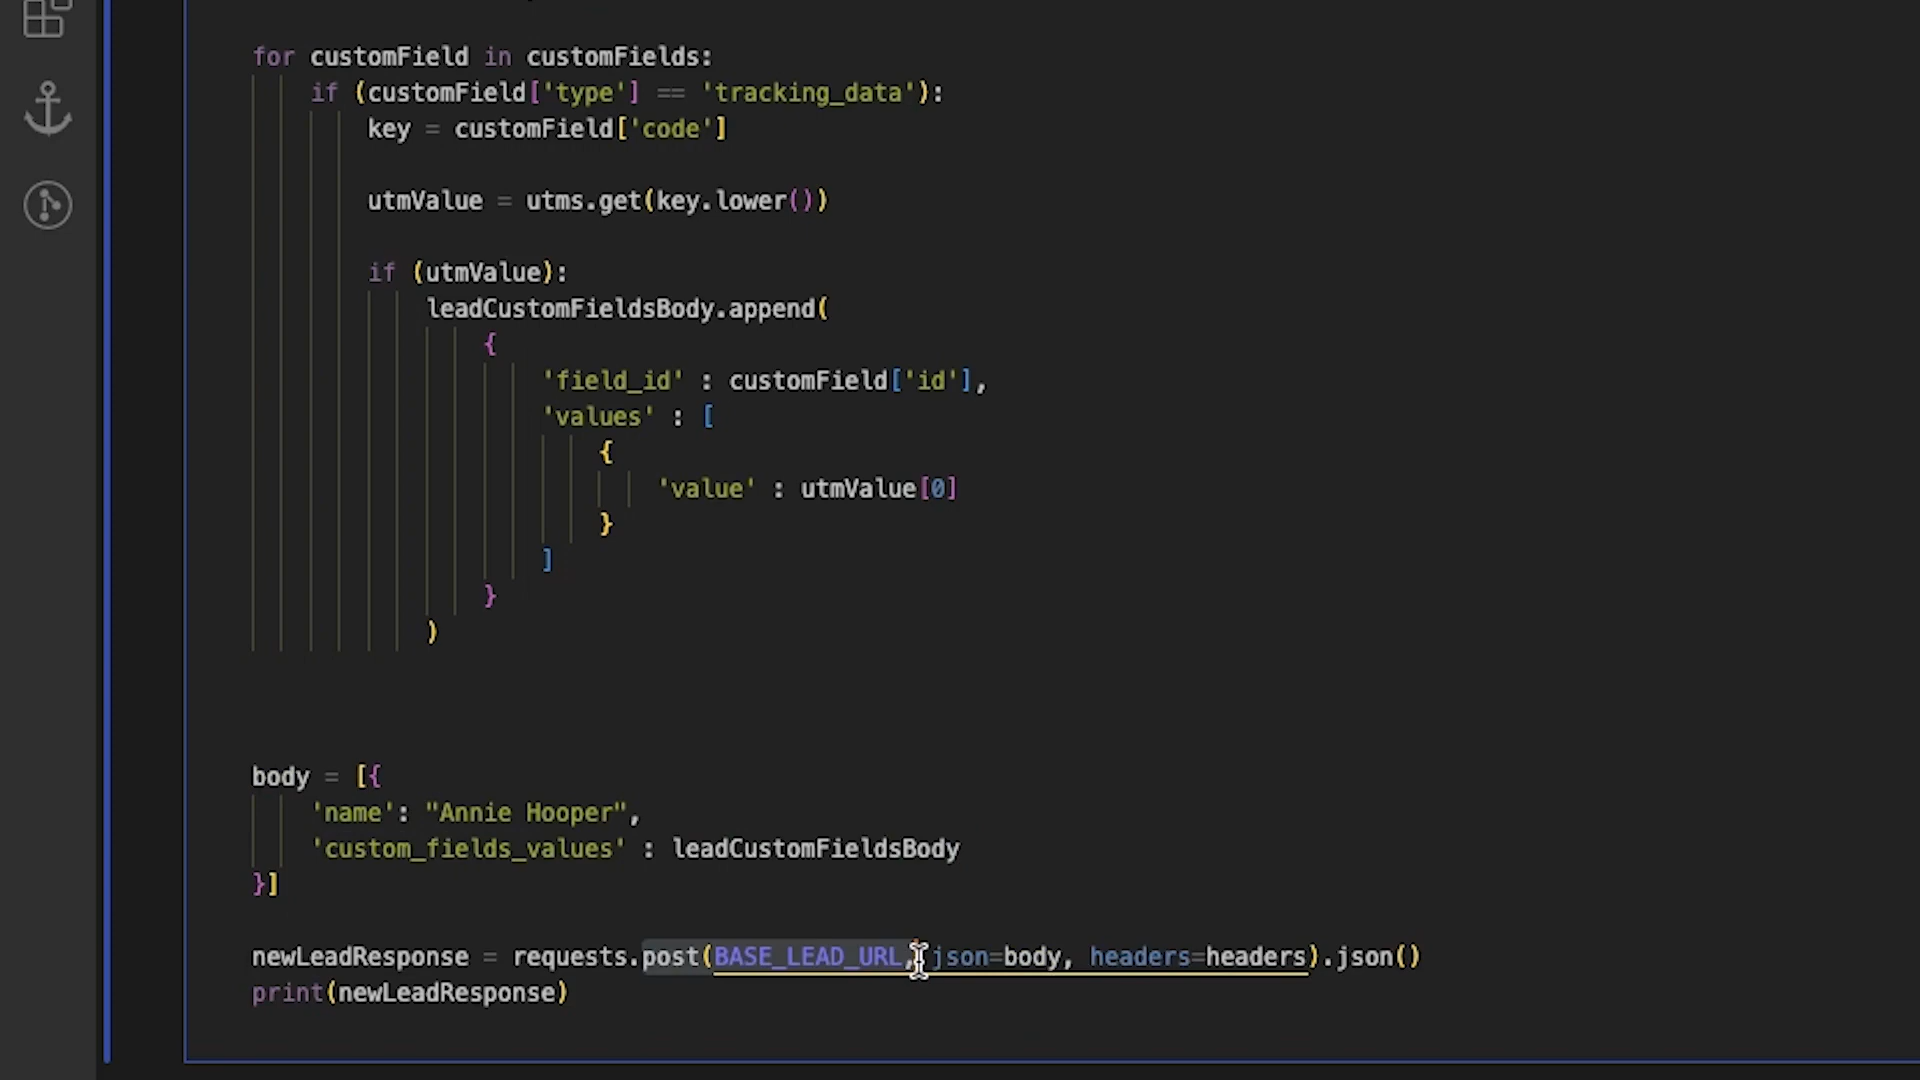 for customField in customFields:
if (customField['type'] == 'tracking_data'):
key = customField['code']
utmValue = utms.get(key.lower())
if (utmValue):
leadCustomFieldsBody.append(
{
'field_id' : customField['id'],
'values' : [
{
'value' : utmValue[0]
}
]
}
)
body = [{
'name': "Annie Hooper",
'custom_fields_values' : leadCustomFieldsBody
}]
newLeadResponse = requests.post(BASE_LEAD_URL, json=body, headers=headers).json()
print(newLeadResponse)